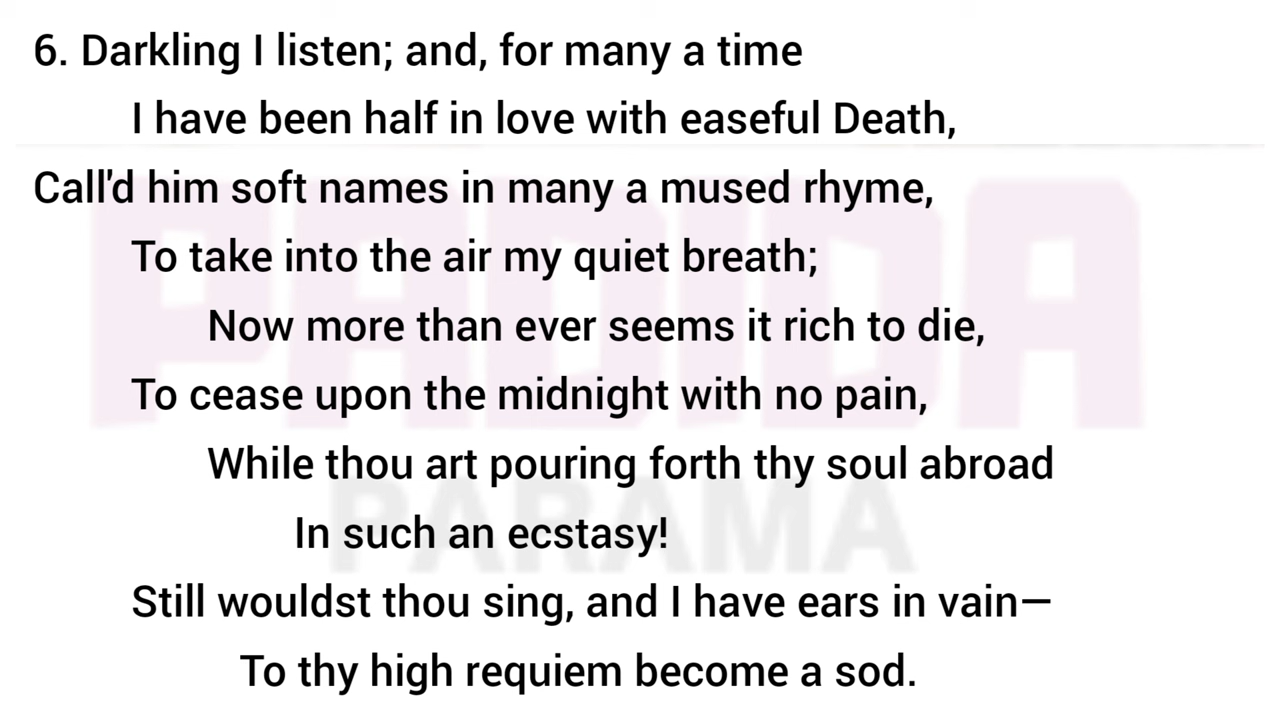 6. Darkling I listen; and, for many a time
I have been half in love with easeful Death,
Call'd him soft names in many a mused rhyme,
To take into the air my quiet breath;
Now more than ever seems it rich to die,
To cease upon the midnight with no pain,
While thou art pouring forth thy soul abroad
In such an ecstasy!
Still wouldst thou sing, and I have ears in vain—
To thy high requiem become a sod.
PADIDA
PARAMA